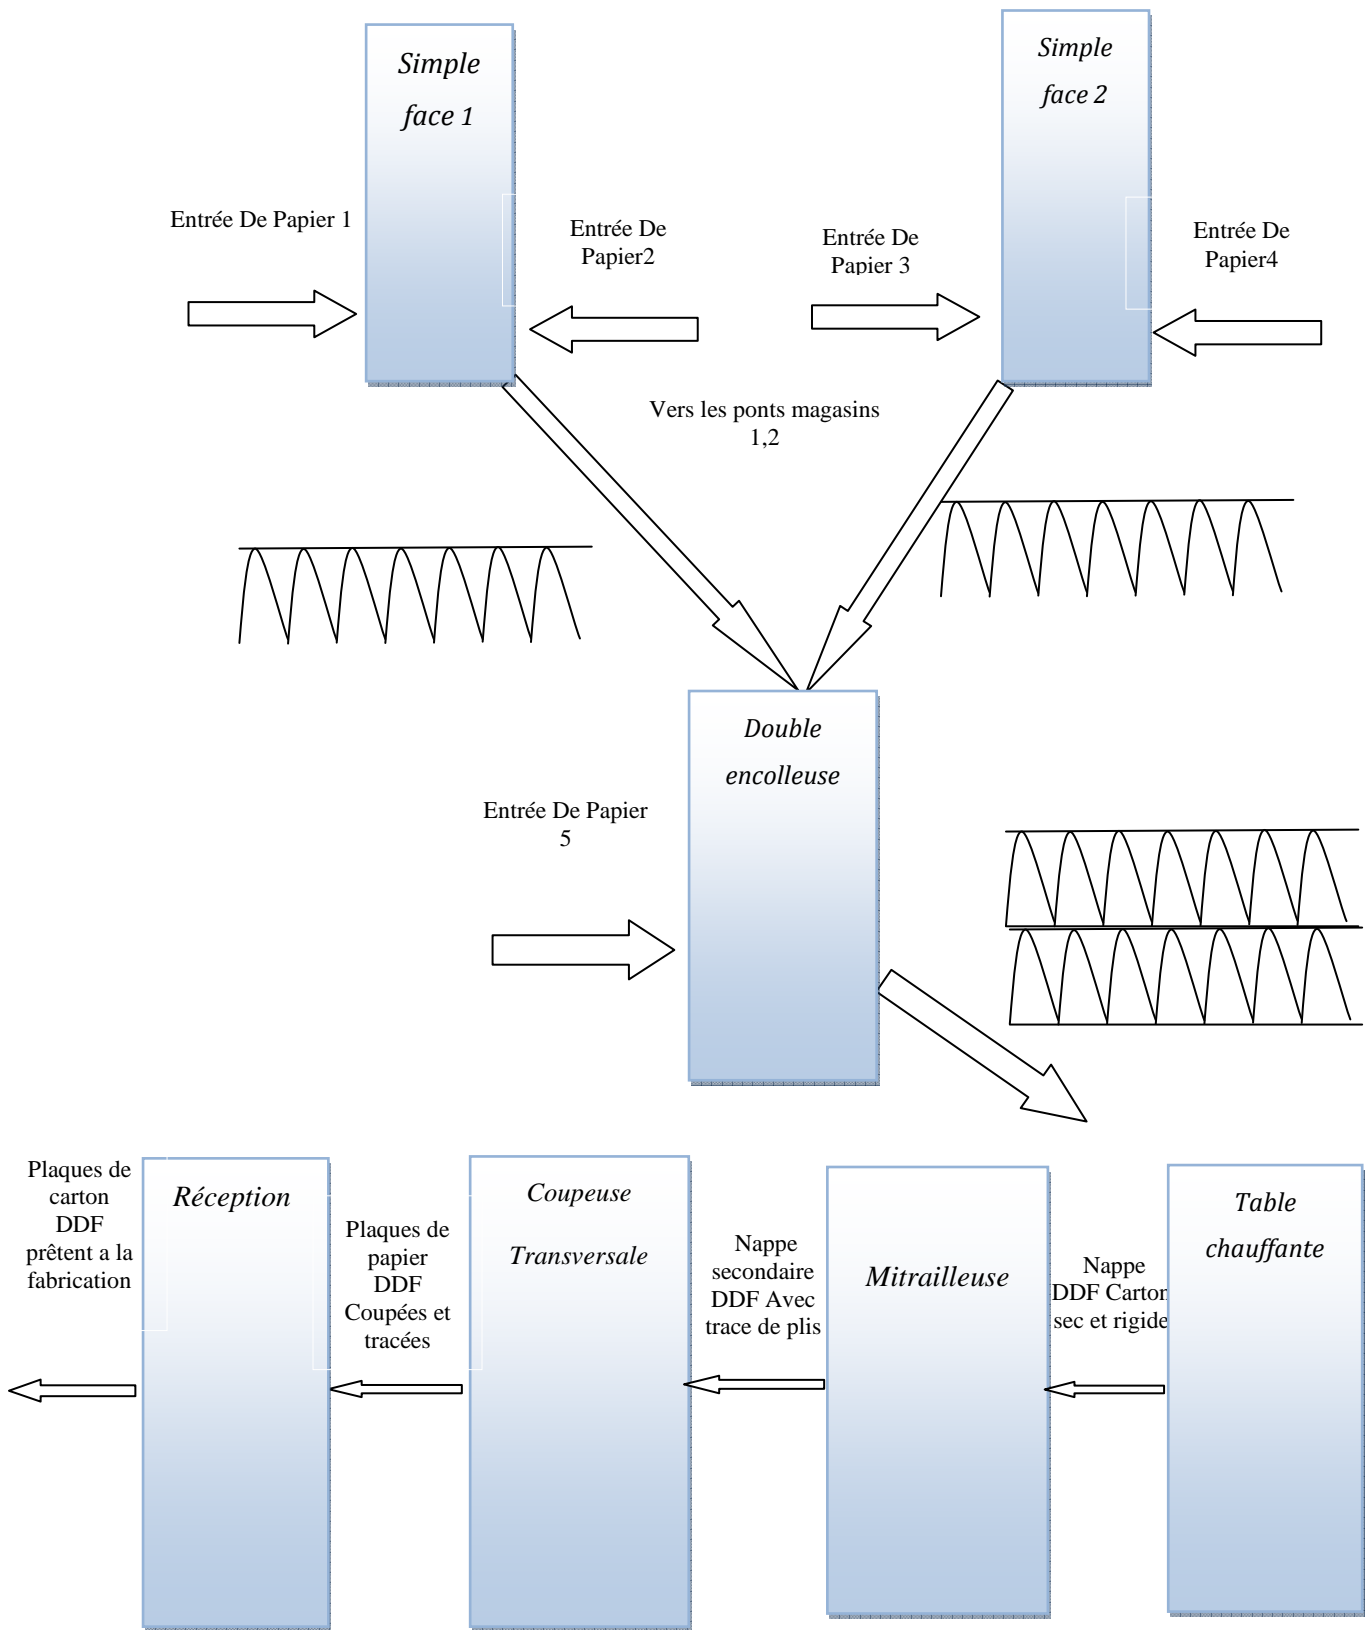 Simple
face 1
Simple
face 2
Entrée De Papier 1
Entrée De
Papier2
Entrée De
Papier 3
Entrée De
Papier4
Vers les ponts magasins
1,2
Double
encolleuse
Entrée De Papier
5
Plaques de
carton
DDF
prêtent a la
fabrication
Réception
Plaques de
papier
DDF
Coupées et
tracées
Coupeuse
Transversale
Nappe
secondaire
DDF Avec
trace de plis
Mitrailleuse
Nappe
DDF Carton
sec et rigide
Table
chauffante